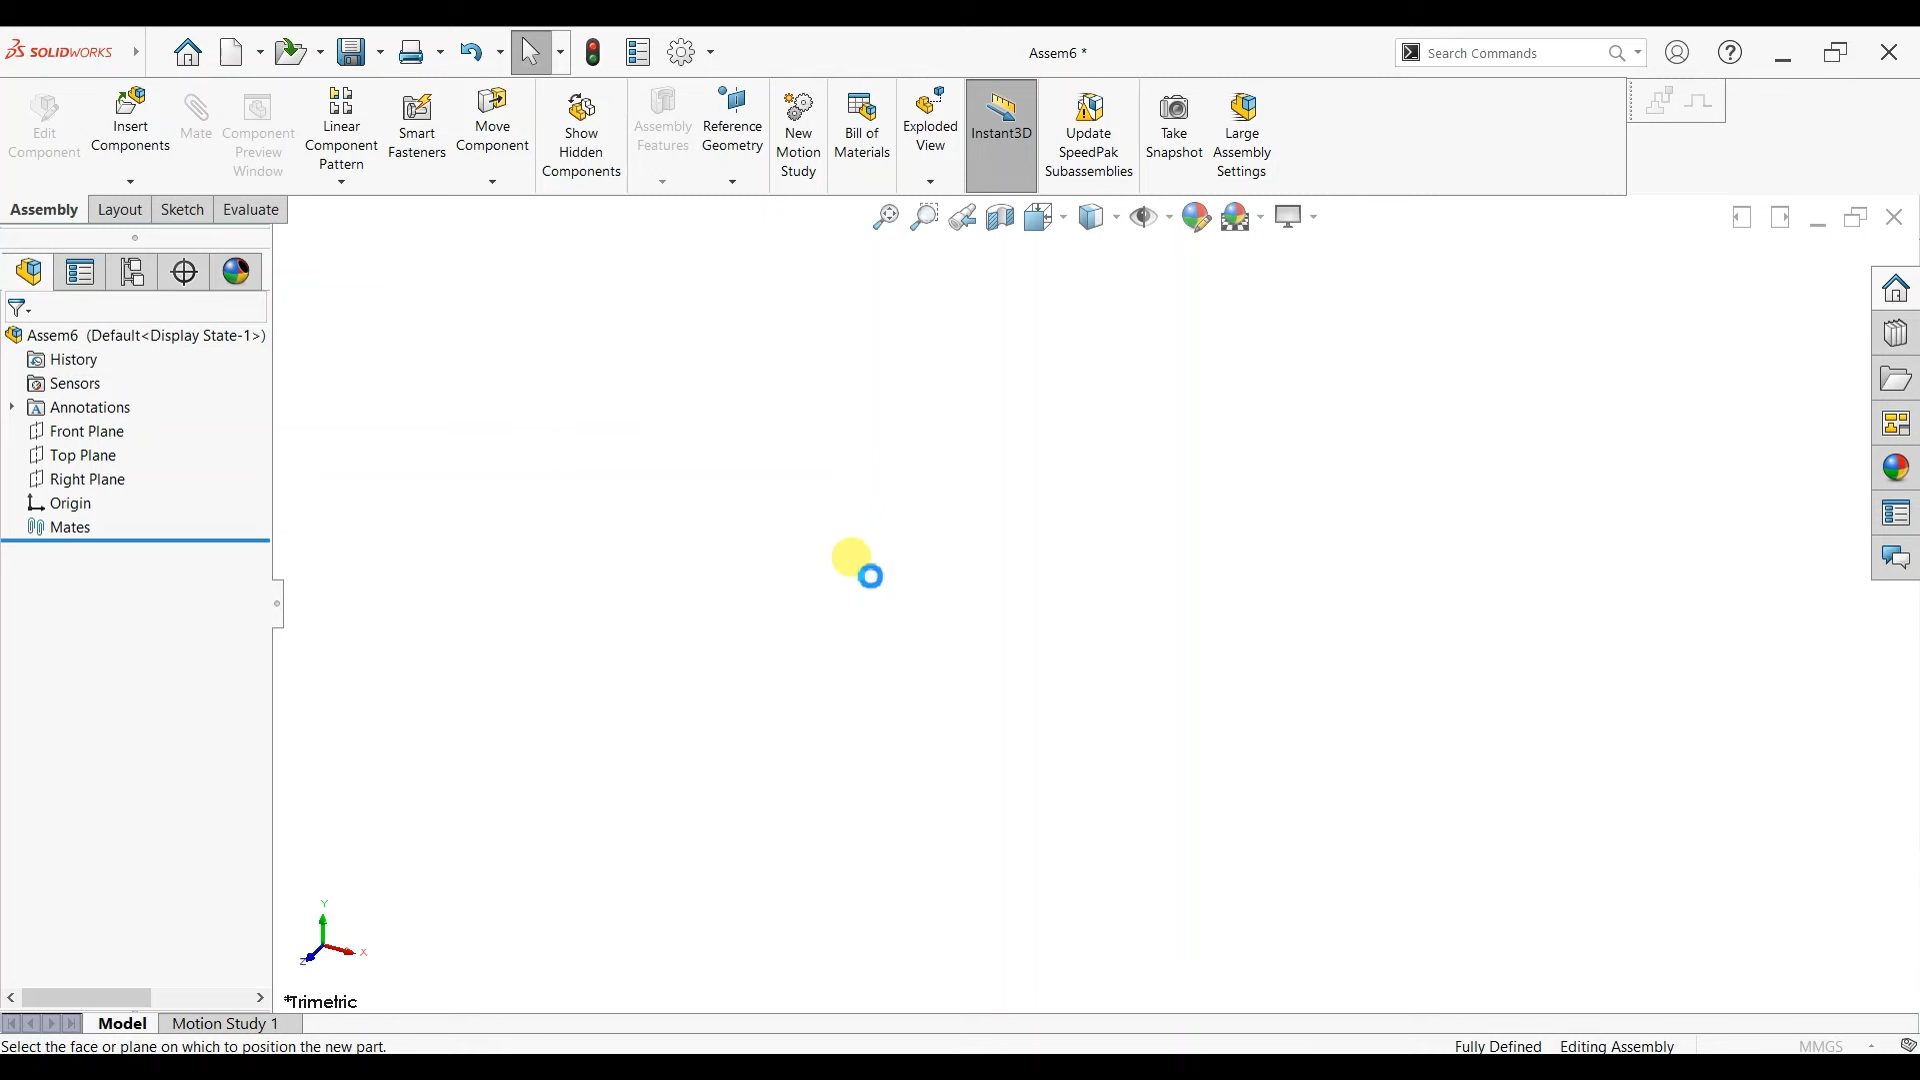 SOLIDWORKS
Assem6 *
Search Commands
Edit
Component
Insert
Components
Mate
Component
Preview
Window
Linear
Component
Pattern
Smart
Fasteners
Move
Component
Show
Hidden
Components
Assembly
Features
Reference
Geometry
New
Motion
Study
Bill of
Materials
Exploded
View
Instant3D
Update
SpeedPak
Subassemblies
Take
Snapshot
Large
Assembly
Settings
Assembly
Layout
Sketch
Evaluate
Assem6 (Default<Display State-1>)
History
Sensors
Annotations
Front Plane
Top Plane
Right Plane
Origin
Mates
Y
X
Z
*Trimetric
Model
Motion Study 1
Select the face or plane on which to position the new part.
Fully Defined
Editing Assembly
MMGS